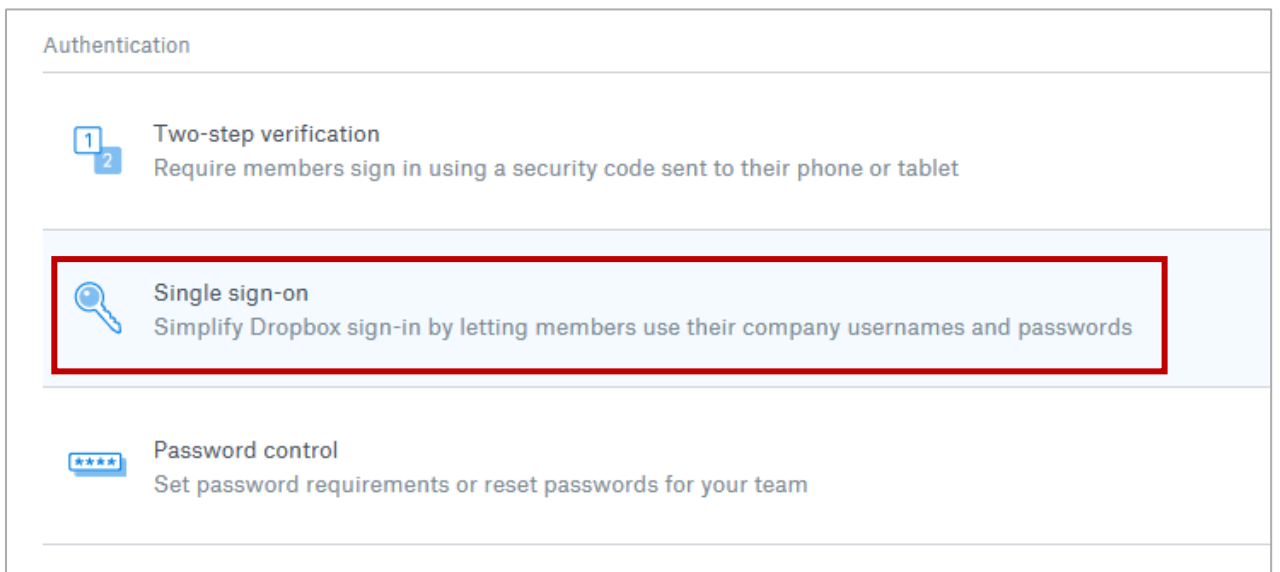 Authentication
1
2
Two-step verification
Require members sign in using a security code sent to their phone or tablet
Single sign-on
Simplify Dropbox sign-in by letting members use their company usernames and passwords
****
Password control
Set password requirements or reset passwords for your team